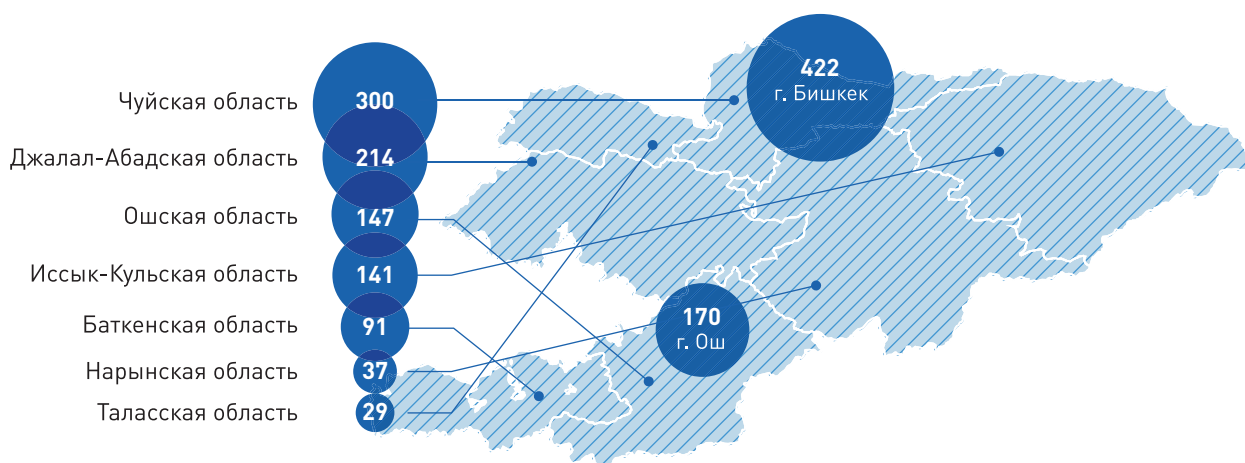 Чуйская область 300
Джалал-Абадская область 214
Ошская область 147
Иссык-Кульская область 141
Баткенская область 91
Нарынская область 37
Таласская область 29
422
г. Бишкек
170
г. Ош